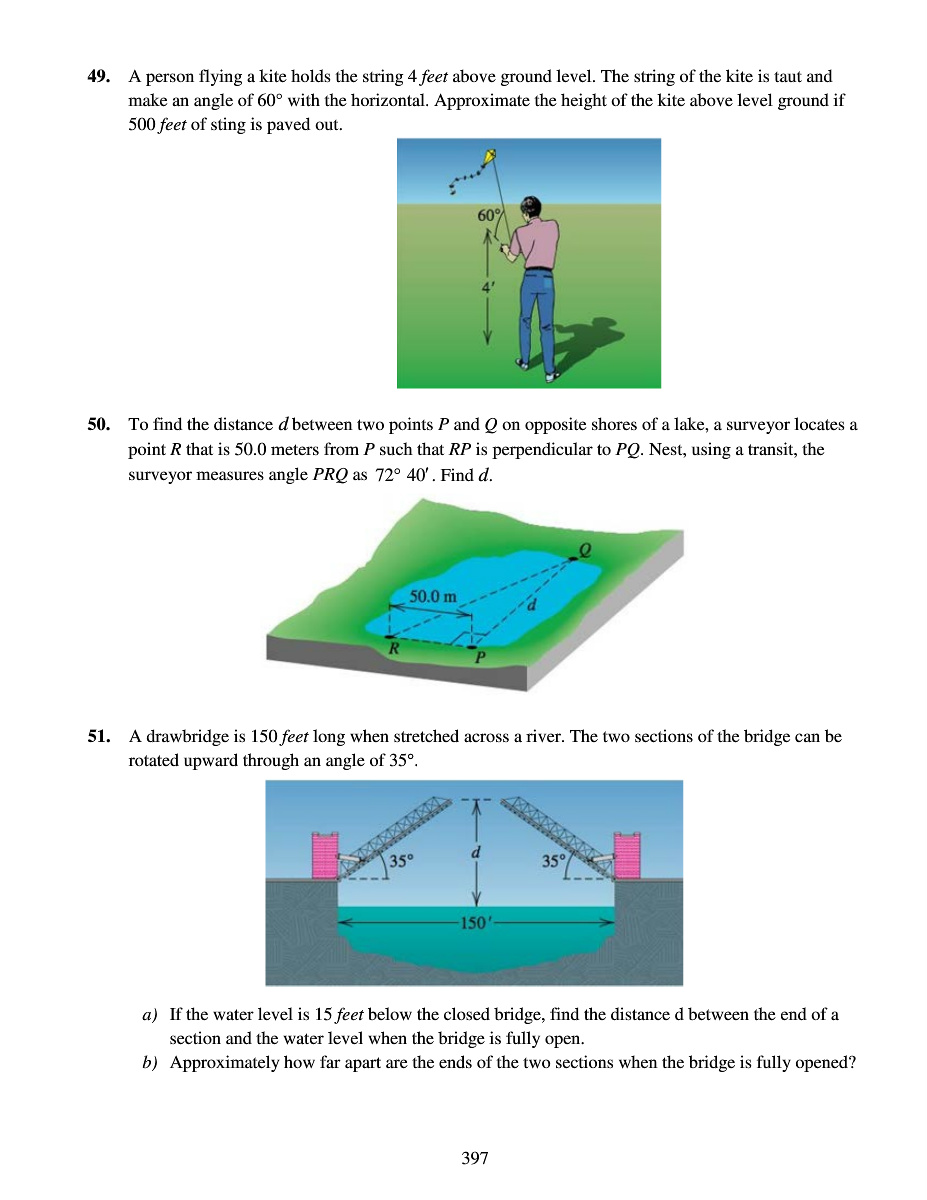 49. A person flying a kite holds the string 4 feet above ground level. The string of the kite is taut and
make an angle of 60° with the horizontal. Approximate the height of the kite above level ground if
500 feet of sting is paved out.
60°
4'
50. To find the distance d between two points P and Q on opposite shores of a lake, a surveyor locates a
point R that is 50.0 meters from P such that RP is perpendicular to PQ. Nest, using a transit, the
surveyor measures angle PRQ as 72° 40′. Find d.
Q
50.0 m
d
R
P
51. A drawbridge is 150 feet long when stretched across a river. The two sections of the bridge can be
rotated upward through an angle of 35°.
35° d 35°
150'
a) If the water level is 15 feet below the closed bridge, find the distance d between the end of a
section and the water level when the bridge is fully open.
b) Approximately how far apart are the ends of the two sections when the bridge is fully opened?
397